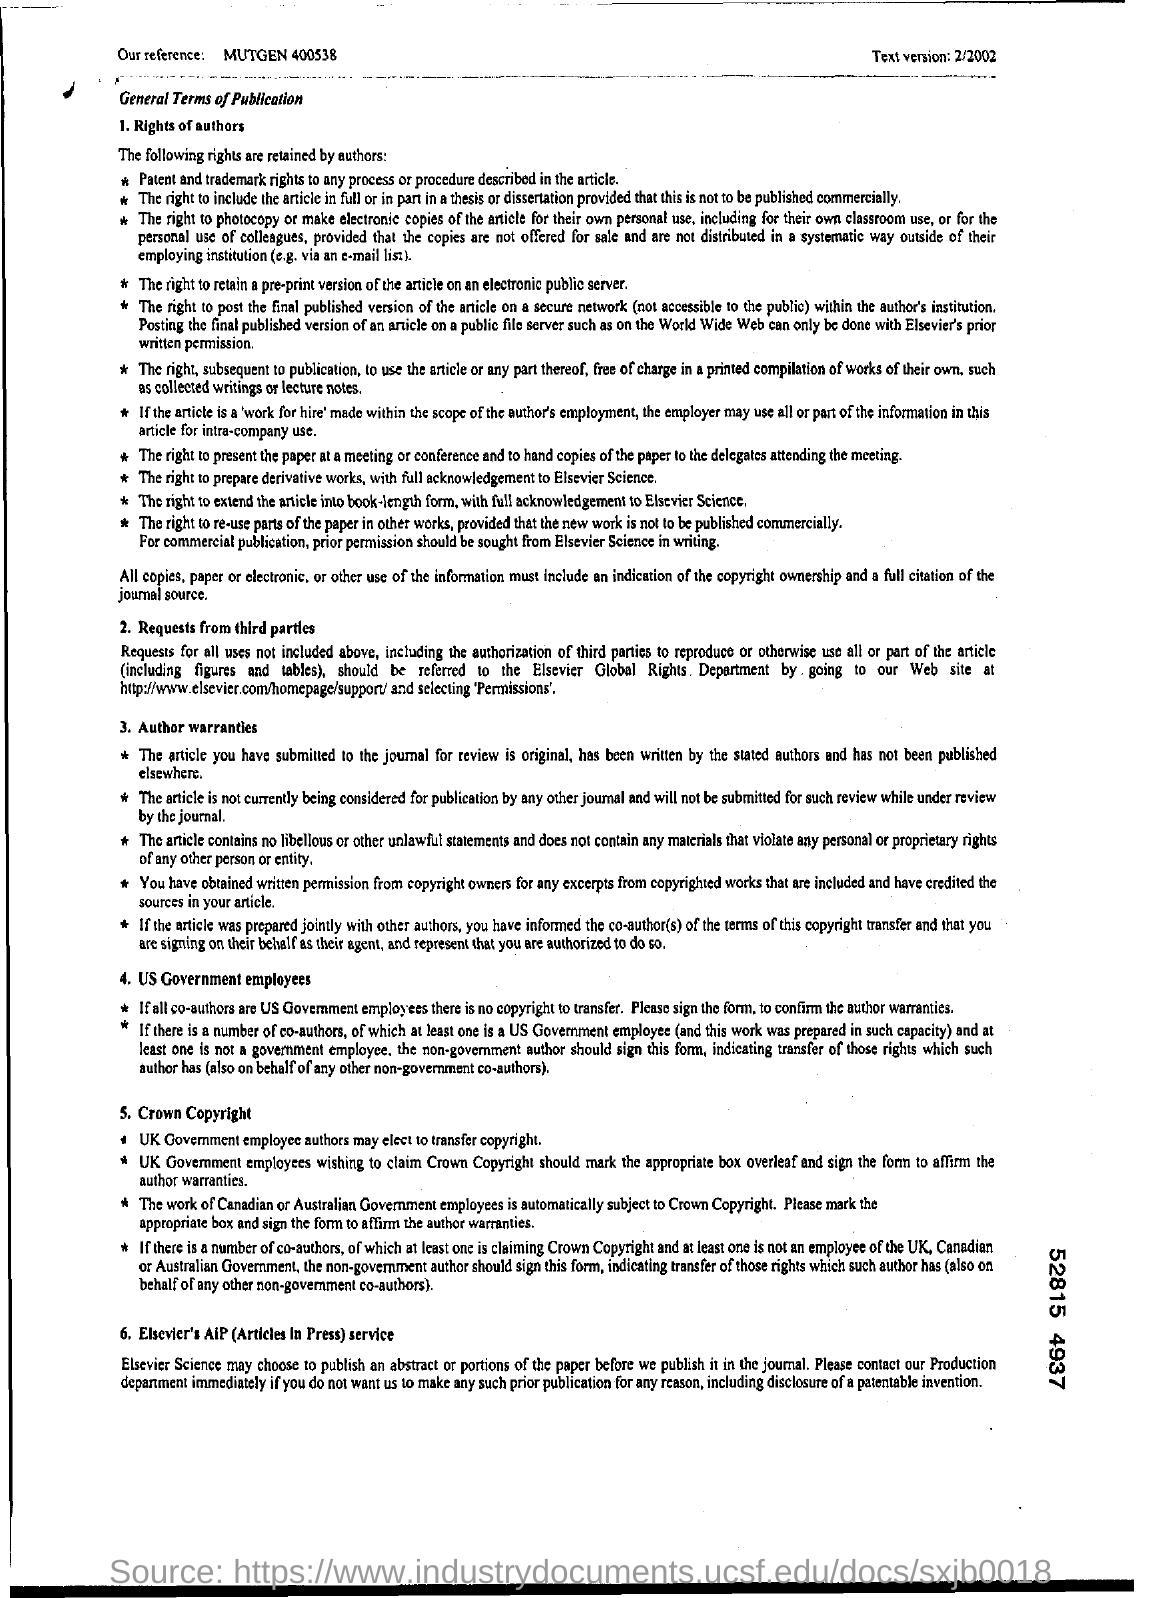 Our reference: MUTGEN 400538
Text version: 2/2002
General Terms of Publication
1. Rights of authors
The following rights are retained by authors:
* Patent and trademark rights to any process or procedure described in the article.
* The right to include the article in full or in part in a thesis or dissertation provided that this is not to be published commercially.
* The right to photocopy or make electronic copies of the article for their own personal use, including for their own classroom use, or for the
personal use of colleagues, provided that the copies are not offered for sale and are not distributed in a systematic way outside of their
employing institution (e.g. via an e-mail list).
* The right to retain a pre-print version of the article on an electronic public server.
* The right to post the final published version of the article on a secure network (not accessible to the public) within the author's institution.
Posting the final published version of an article on a public file server such as on the World Wide Web can only be done with Elsevier's prior
written permission.
* The right, subsequent to publication, to use the article or any part thereof, free of charge in a printed compilation of works of their own, such
as collected writings or lecture notes.
* If the article is a 'work for hire' made within the scope of the author's employment, the employer may use all or part of the information in this
article for intra-company use.
* The right to present the paper at a meeting or conference and to hand copies of the paper to the delegates attending the meeting.
* The right to prepare derivative works, with full acknowledgement to Elsevier Science.
* The right to extend the article into book-length form, with full acknowledgement to Elsevier Science.
* The right to re-use parts of the paper in other works, provided that the new work is not to be published commercially.
For commercial publication, prior permission should be sought from Elsevier Science in writing.
All copies, paper or electronic, or other use of the information must include an indication of the copyright ownership and a full citation of the
journal source.
2. Requests from third parties
Requests for all uses not included above, including the authorization of third parties to reproduce or otherwise use all or part of the article
(including figures and tables), should be referred to the Elsevier Global Rights Department by going to our Web site at
http://www.elsevier.com/homepage/support/ and selecting 'Permissions'.
3. Author warranties
* The article you have submitted to the journal for review is original, has been written by the stated authors and has not been published
elsewhere.
* The article is not currently being considered for publication by any other journal and will not be submitted for such review while under review
by the journal.
* The article contains no libellous or other unlawful statements and does not contain any materials that violate any personal or proprietary rights
of any other person or entity.
* You have obtained written permission from copyright owners for any excerpts from copyrighted works that are included and have credited the
sources in your article.
* If the article was prepared jointly with other authors, you have informed the co-author(s) of the terms of this copyright transfer and that you
are signing on their behalf as their agent, and represent that you are authorized to do so.
4. US Government employees
* If all co-authors are US Government employees there is no copyright to transfer. Please sign the form, to confirm the author warranties.
* If there is a number of co-authors, of which at least one is a US Government employee (and this work was prepared in such capacity) and at
least one is not a government employee, the non-government author should sign this form, indicating transfer of those rights which such
author has (also on behalf of any other non-government co-authors).
5. Crown Copyright
* UK Government employee authors may elect to transfer copyright.
* UK Government employees wishing to claim Crown Copyright should mark the appropriate box overleaf and sign the form to affirm the
author warranties.
* The work of Canadian or Australian Government employees is automatically subject to Crown Copyright. Please mark the
appropriate box and sign the form to affirm the author warranties.
* If there is a number of co-authors, of which at least one is claiming Crown Copyright and at least one is not an employee of the UK, Canadian
or Australian Government, the non-government author should sign this form, indicating transfer of those rights which such author has (also on
behalf of any other non-government co-authors).
6. Elsevier's AiP (Articles in Press) service
Elsevier Science may choose to publish an abstract or portions of the paper before we publish it in the journal. Please contact our Production
department immediately if you do not want us to make any such prior publication for any reason, including disclosure of a patentable invention.
52815 4937
Source: https://www.industrydocuments.ucsf.edu/docs/sxjb0018